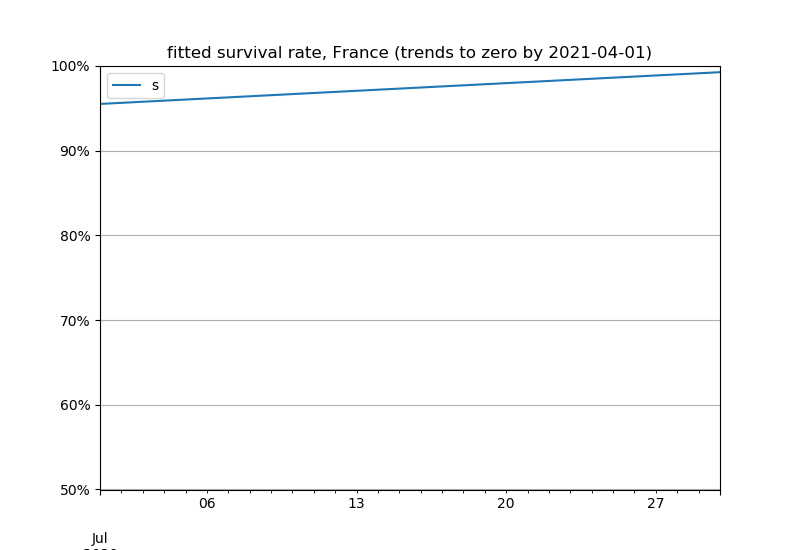 fitted survival rate, France (trends to zero by 2021-04-01)
100%
s
90%
80%
70%
60%
50%
06 13 20 27
Jul